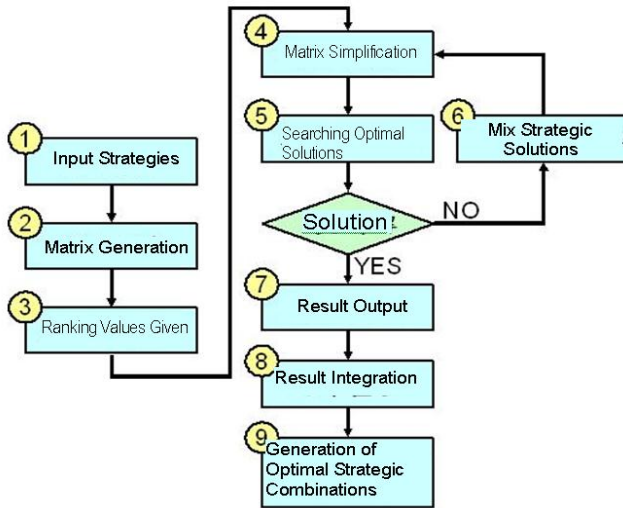 1
Input Strategies
2
Matrix Generation
3
Ranking Values Given
4
Matrix Simplification
5
Searching Optimal
Solutions
6
Mix Strategic
Solutions
Solution!
NO
YES
7
Result Output
8
Result Integration
9
Generation of
Optimal Strategic
Combinations